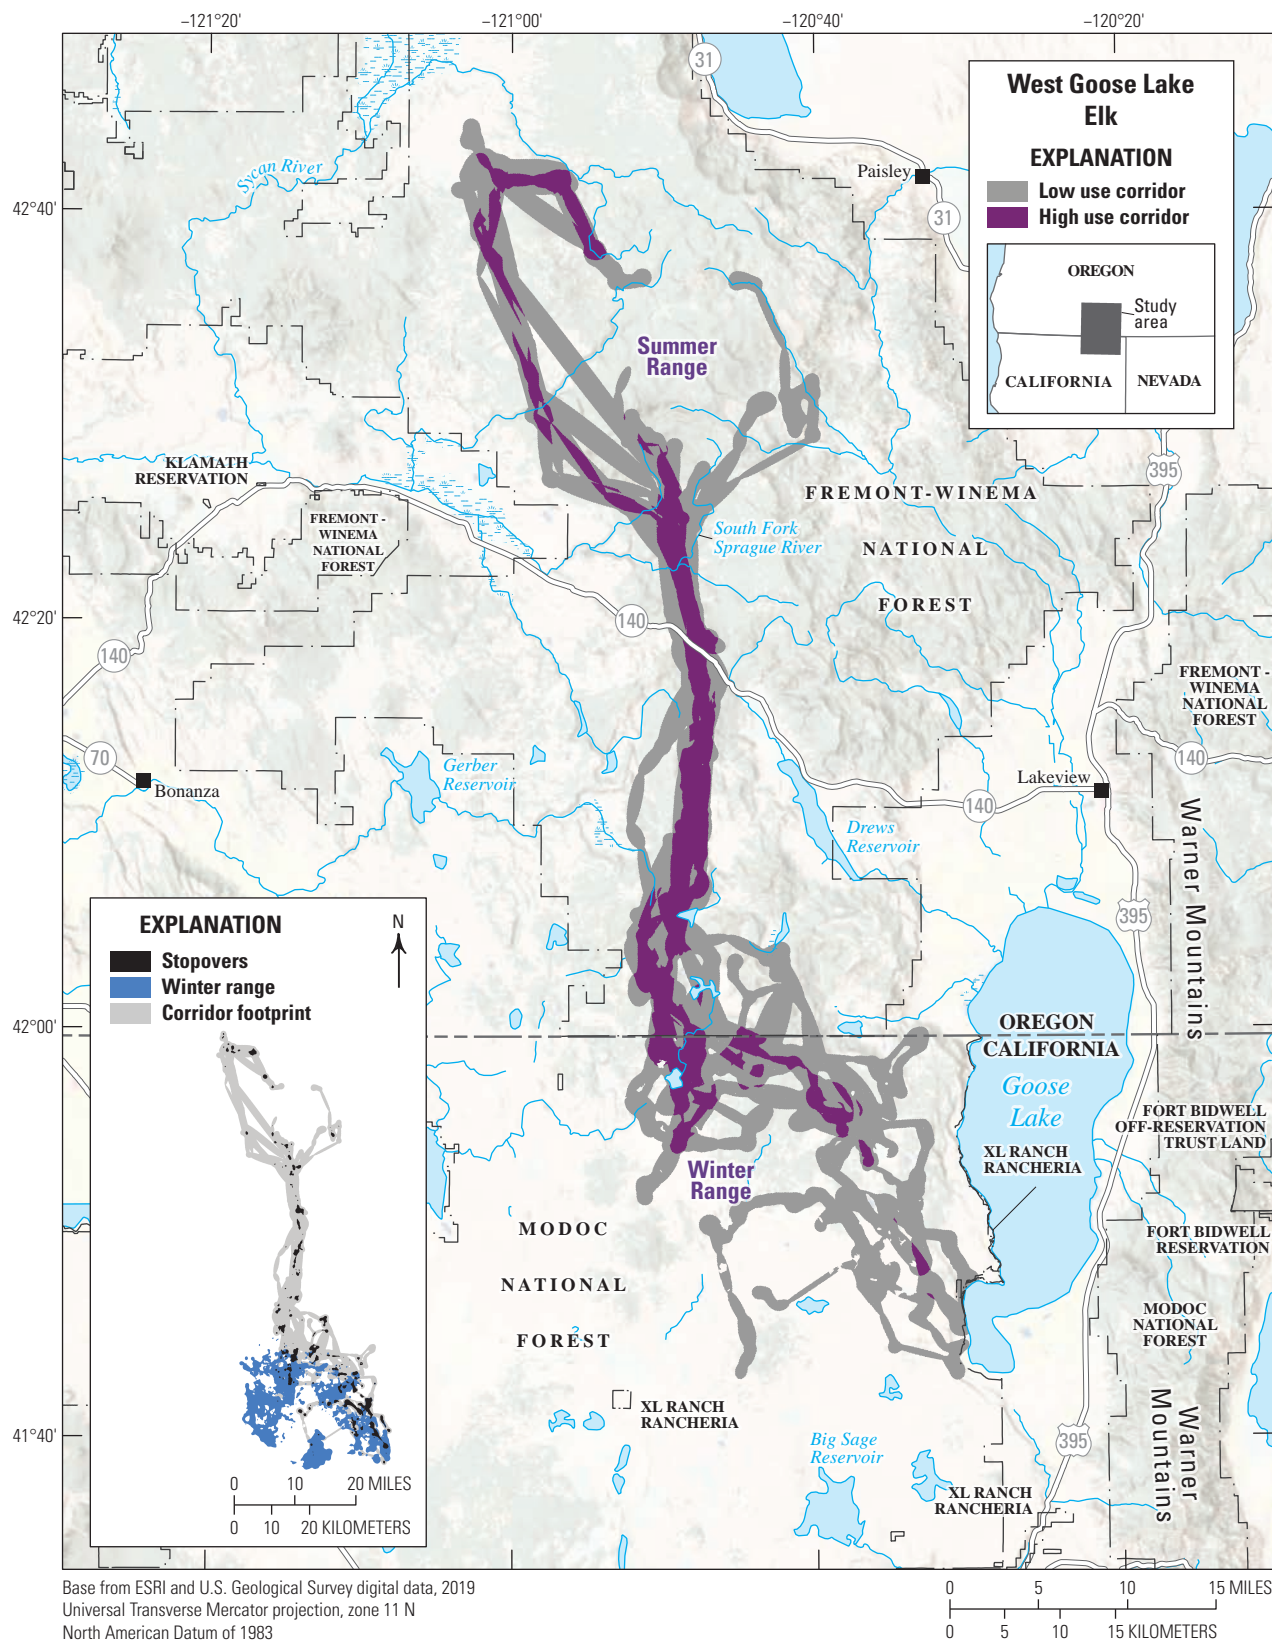 −121°20'
−121°00'
−120°40'
−120°20'
42°40'
42°20'
42°00'
41°40'
West Goose Lake
Elk
EXPLANATION
Low use corridor
High use corridor
OREGON
Study
area
CALIFORNIA
NEVADA
31
Paisley
31
Sycan River
Summer
Range
KLAMATH
RESERVATION
395
FREMONT -
WINEMA
NATIONAL
FOREST
FREMONT-WINEMA
NATIONAL
FOREST
South Fork
Sprague River
140
140
FREMONT -
WINEMA
NATIONAL
FOREST
70
Bonanza
Gerber
Reservoir
140
Lakeview
140
Drews
Reservoir
Warner Mountains
395
EXPLANATION
N
Stopovers
Winter range
Corridor footprint
0 10 20 MILES
0 10 20 KILOMETERS
OREGON
CALIFORNIA
Goose
Lake
XL RANCH
RANCHERIA
FORT BIDWELL
OFF-RESERVATION
TRUST LAND
Winter
Range
MODOC
NATIONAL
FOREST
FORT BIDWELL
RESERVATION
MODOC
NATIONAL
FOREST
XL RANCH
RANCHERIA
Big Sage
Reservoir
395
Warner
Mountains
XL RANCH
RANCHERIA
Base from ESRI and U.S. Geological Survey digital data, 2019
Universal Transverse Mercator projection, zone 11 N
North American Datum of 1983
0 5 10 15 MILES
0 5 10 15 KILOMETERS